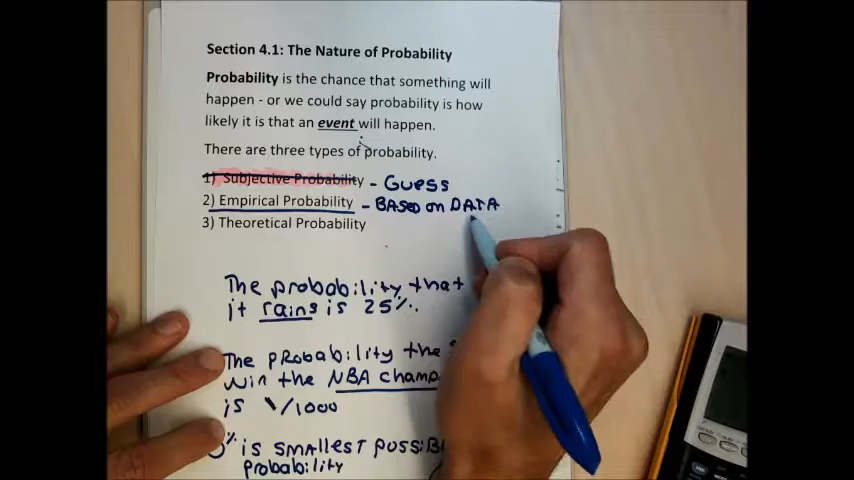 Section 4.1: The Nature of Probability
Probability is the chance that something will
happen - or we could say probability is how
likely it is that an event will happen.
There are three types of probability.
1) Subjective Probability - GUESS
2) Empirical Probability - BASED ON DATA
3) Theoretical Probability
The probability that
it rains is 25%.
The PRobability the
win the NBA champ
is 1/1000
is smallest possib
probability